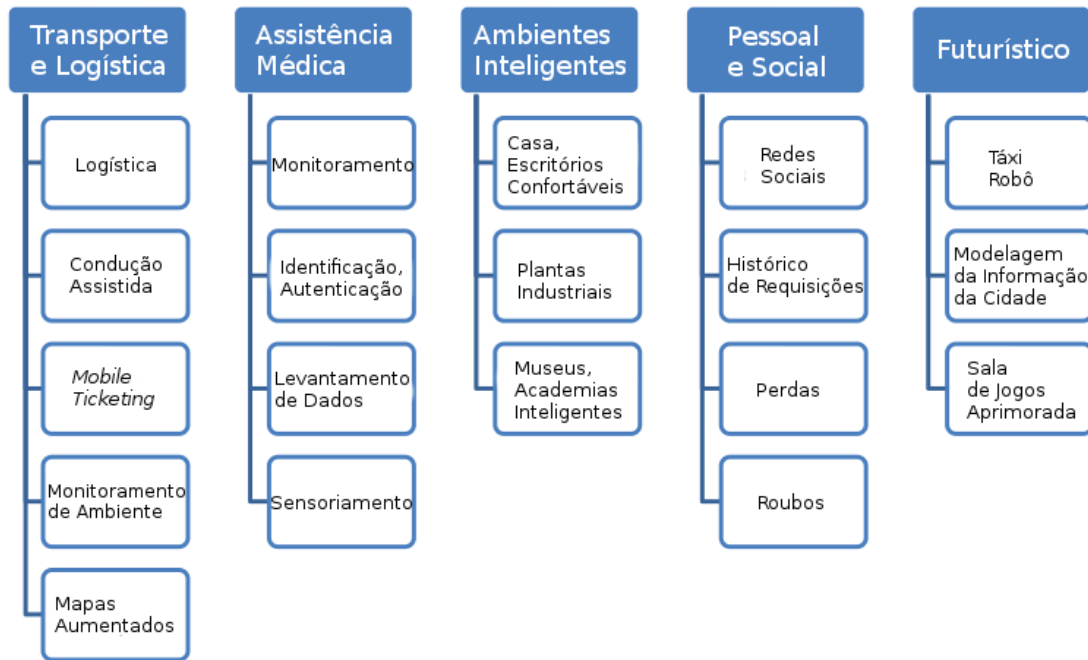 Transporte
e Logística
Logística
Condução
Assistida
Mobile
Ticketing
Monitoramento
de Ambiente
Mapas
Aumentados
Assistência
Médica
Monitoramento
Identificação,
Autenticação
Levantamento
de Dados
Sensoriamento
Ambientes
Inteligentes
Casa,
Escritórios
Confortáveis
Plantas
Industriais
Museus,
Academias
Inteligentes
Pessoal
e Social
Redes
Sociais
Histórico
de Requisições
Perdas
Roubos
Futurístico
Táxi
Robô
Modelagem
da Informação
da Cidade
Sala
de Jogos
Aprimorada